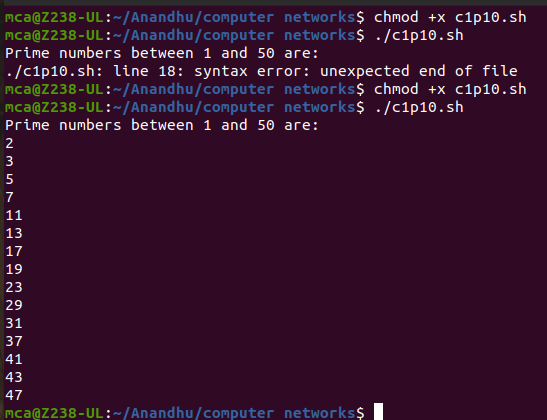 mca@Z238-UL:~/Anandhu/computer networks$ chmod +x c1p10.sh
mca@Z238-UL:~/Anandhu/computer networks$ ./c1p10.sh
Prime numbers between 1 and 50 are:
./c1p10.sh: line 18: syntax error: unexpected end of file
mca@Z238-UL:~/Anandhu/computer networks$ chmod +x c1p10.sh
mca@Z238-UL:~/Anandhu/computer networks$ ./c1p10.sh
Prime numbers between 1 and 50 are:
2
3
5
7
11
13
17
19
23
29
31
37
41
43
47
mca@Z238-UL:~/Anandhu/computer networks$